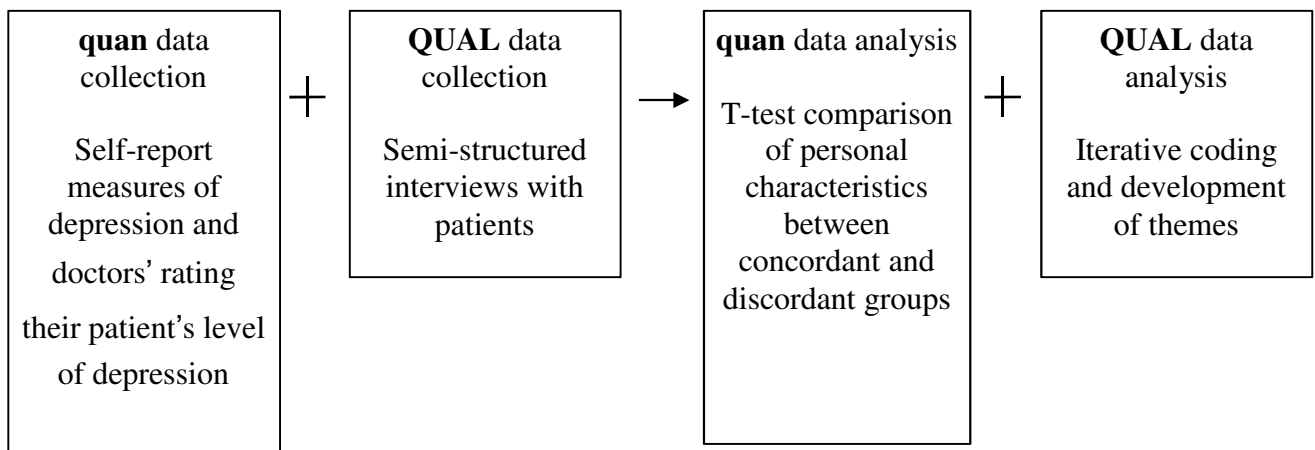 quan data
collection
Self-report
measures of
depression and
doctors’ rating
their patient’s level
of depression
+
QUAL data
collection
Semi-structured
interviews with
patients
quan data analysis
T-test comparison
of personal
characteristics
between
concordant and
discordant groups
+
QUAL data
analysis
Iterative coding
and development
of themes